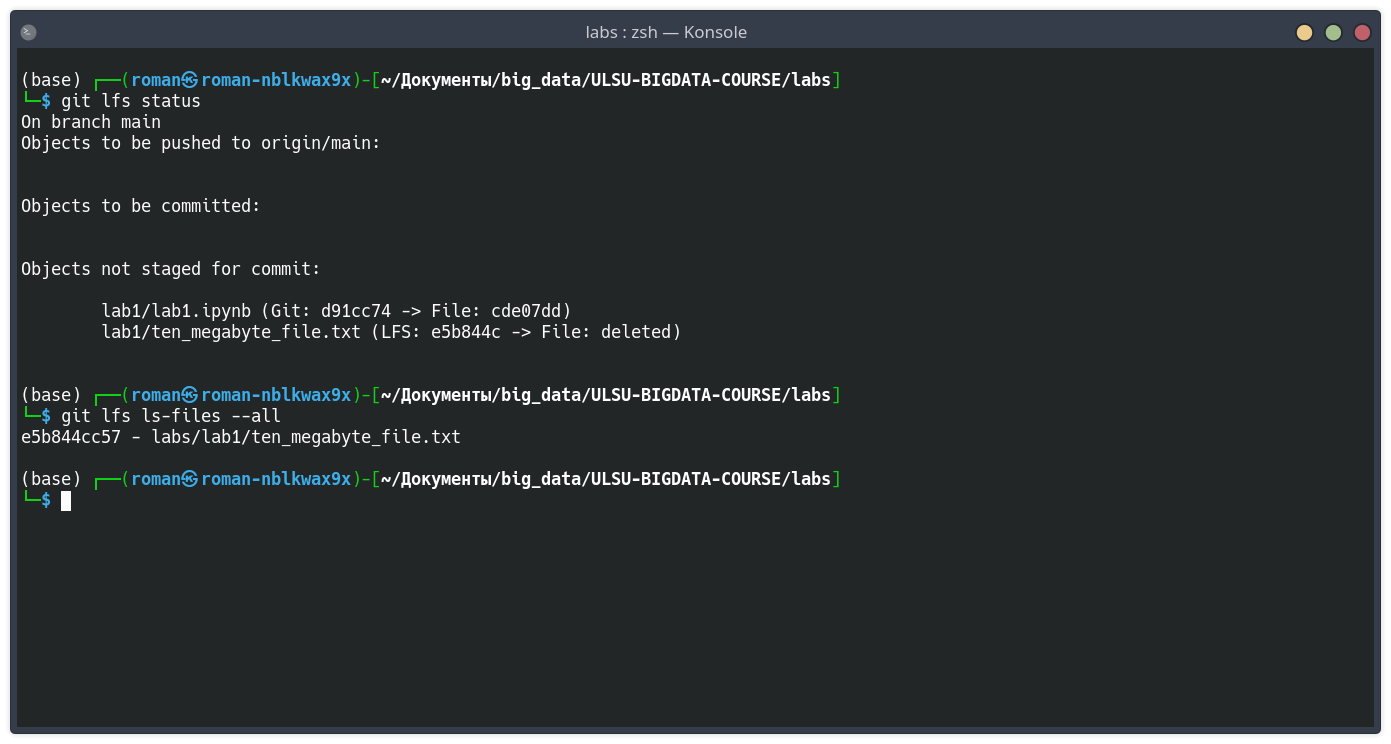 labs : zsh — Konsole
(base) ┌──(roman㉿roman-nblkwax9x)-[~/Документы/big_data/ULSU-BIGDATA-COURSE/labs]
└─$ git lfs status
On branch main
Objects to be pushed to origin/main:
Objects to be committed:
Objects not staged for commit:
lab1/lab1.ipynb (Git: d91cc74 -> File: cde07dd)
lab1/ten_megabyte_file.txt (LFS: e5b844c -> File: deleted)
(base) ┌──(roman㉿roman-nblkwax9x)-[~/Документы/big_data/ULSU-BIGDATA-COURSE/labs]
└─$ git lfs ls-files --all
e5b844cc57 - labs/lab1/ten_megabyte_file.txt
(base) ┌──(roman㉿roman-nblkwax9x)-[~/Документы/big_data/ULSU-BIGDATA-COURSE/labs]
└─$